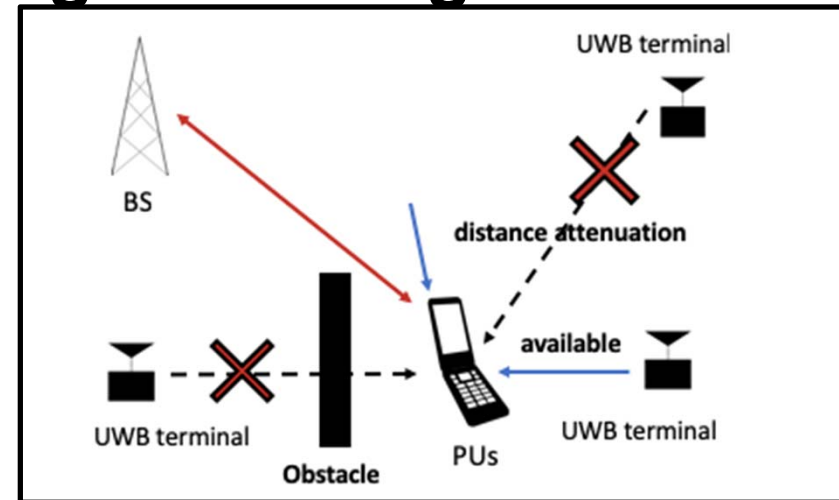 UWB terminal
BS
distance attenuation
available
UWB terminal
UWB terminal
PUs
Obstacle